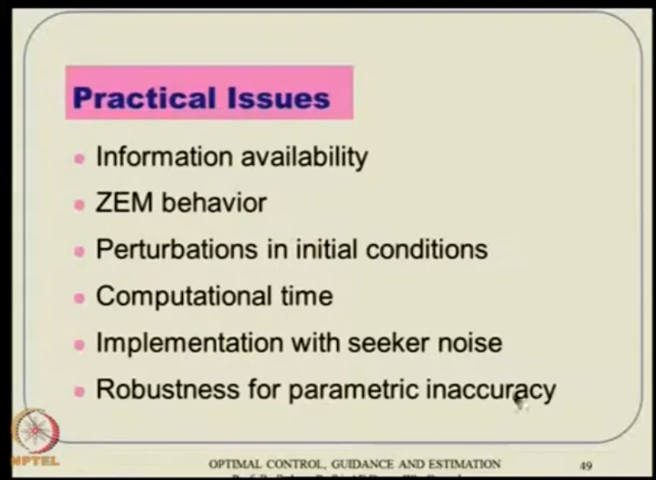 Practical Issues
Information availability
ZEM behavior
Perturbations in initial conditions
Computational time
Implementation with seeker noise
Robustness for parametric inaccuracy
NPTEL
OPTIMAL CONTROL, GUIDANCE AND ESTIMATION
49